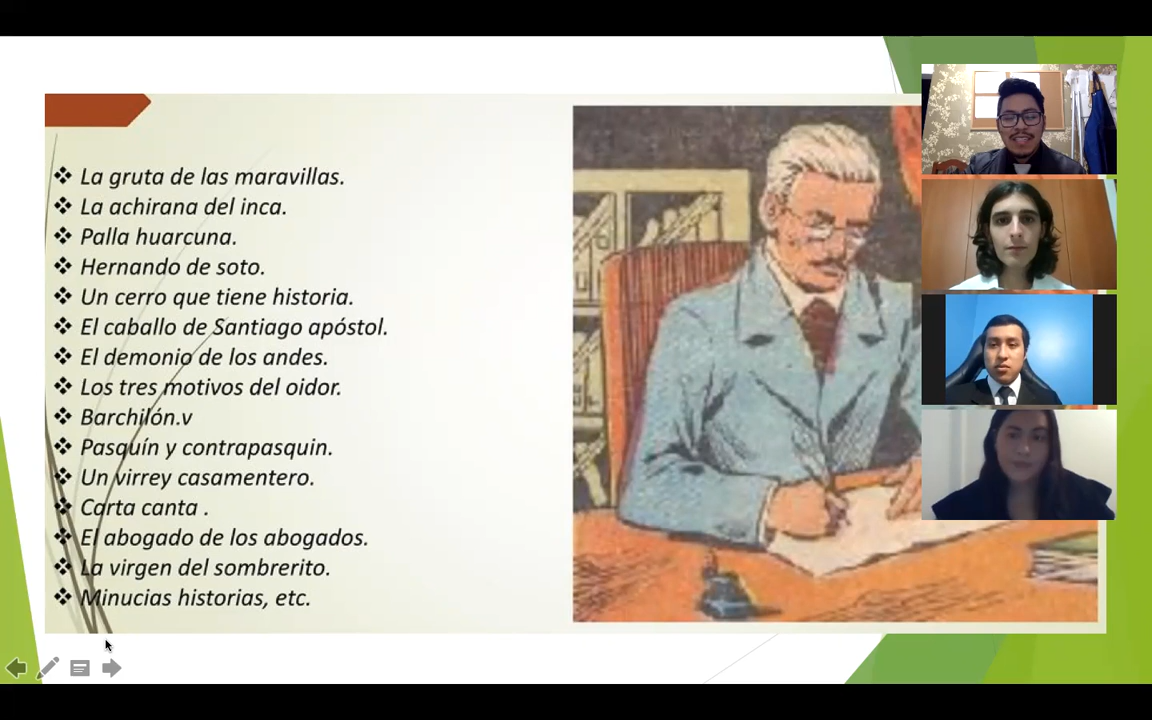 ❖ La gruta de las maravillas.
❖ La achirana del inca.
❖ Palla huarcuna.
❖ Hernando de soto.
❖ Un cerro que tiene historia.
❖ El caballo de Santiago apóstol.
❖ El demonio de los andes.
❖ Los tres motivos del oidor.
❖ Barchilón.v
❖ Pasquín y contrapasquin.
❖ Un virrey casamentero.
❖ Carta canta .
❖ El abogado de los abogados.
❖ La virgen del sombrerito.
❖ Minucias historias, etc.